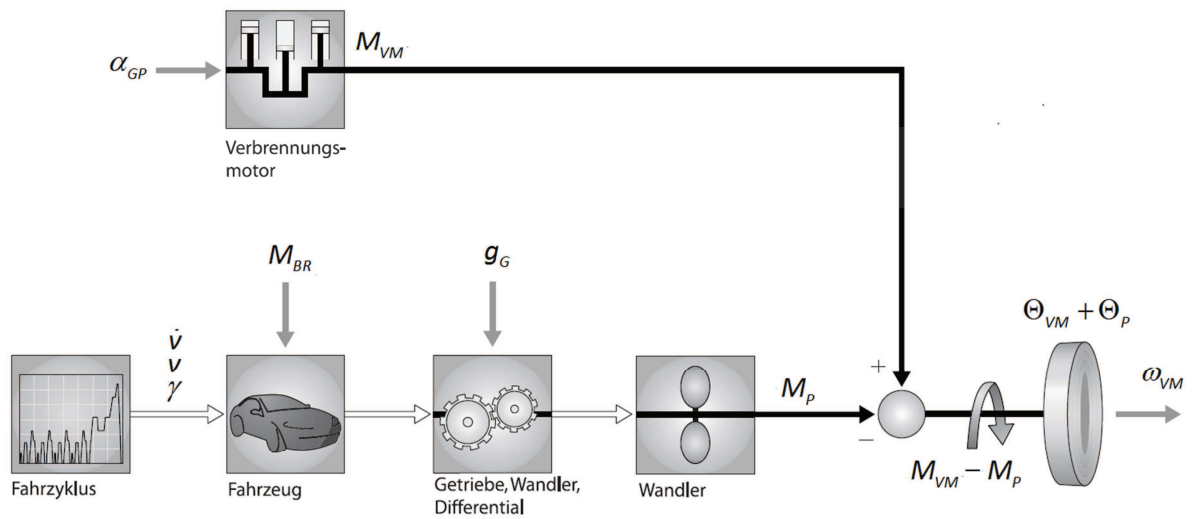 α_GP
M_VM
Verbrennungs-
motor
M_BR
g_G
Θ_VM + Θ_P
v̇
v
γ
+
M_P
−
ω_VM
M_VM − M_P
Fahrzyklus
Fahrzeug
Getriebe, Wandler,
Differential
Wandler